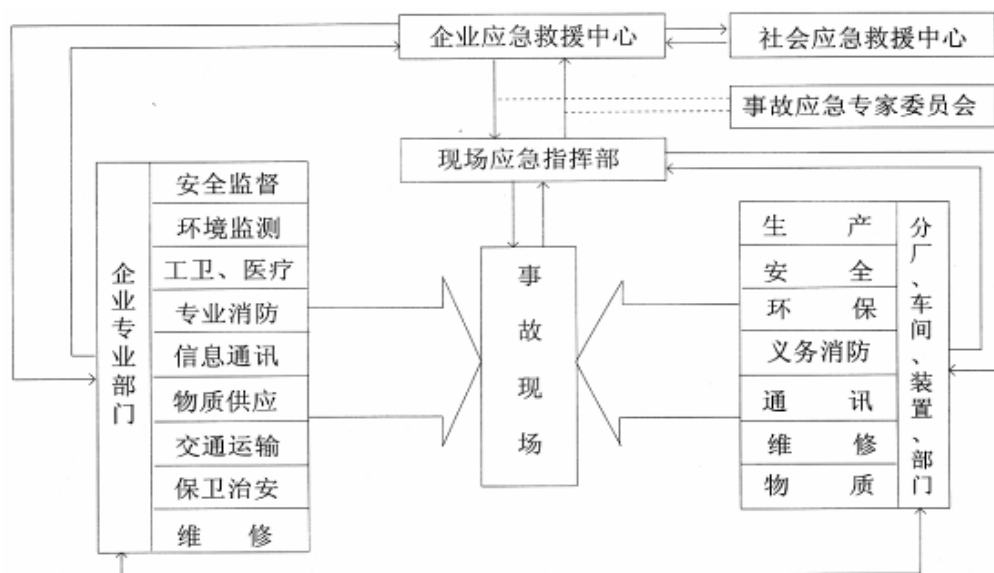 企业应急救援中心
社会应急救援中心
事故应急专家委员会
现场应急指挥部
企业专业部门
安全监督
环境监测
工卫、医疗
专业消防
信息通讯
物质供应
交通运输
保卫治安
维 修
事故现场
生 产
安 全
环 保
义务消防
通 讯
维 修
物 质
分厂、车间、装置、部门